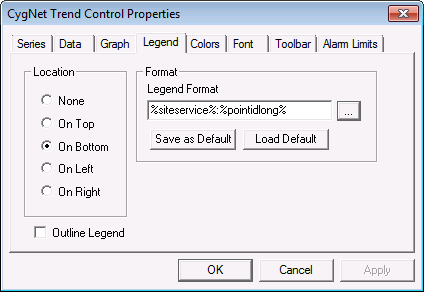 CygNet Trend Control Properties
Series Data Graph Legend Colors Font Toolbar Alarm Limits
Location
None
On Top
On Bottom
On Left
On Right
Outline Legend
Format
Legend Format
%siteservice%:%pointidlong%
...
Save as Default Load Default
OK Cancel Apply